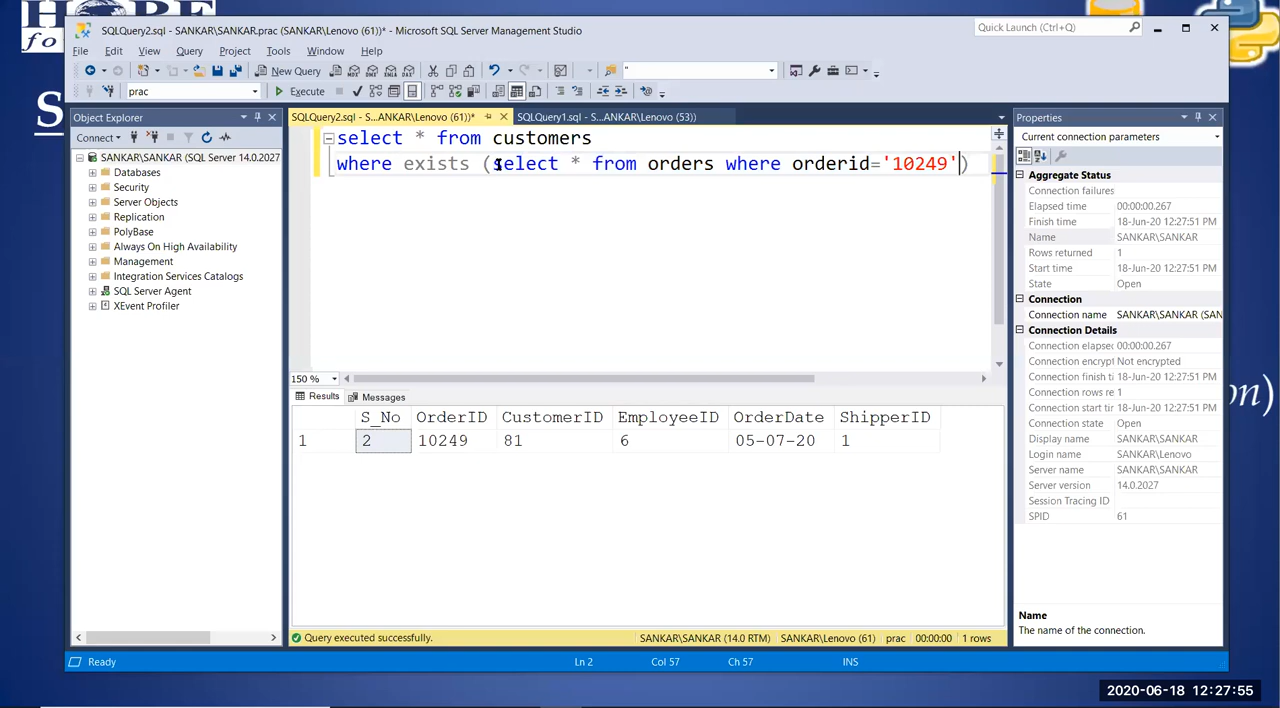 HOPE
fo
S
on)
SQLQuery2.sql - SANKAR\SANKAR.prac (SANKAR\Lenovo (61))* - Microsoft SQL Server Management Studio
Quick Launch (Ctrl+Q)
File Edit View Query Project Tools Window Help
New Query
MDX DMX XMLA DAX
"
prac
Execute
Object Explorer
Connect
SANKAR\SANKAR (SQL Server 14.0.2027
Databases
Security
Server Objects
Replication
PolyBase
Always On High Availability
Management
Integration Services Catalogs
SQL Server Agent
XEvent Profiler
SQLQuery2.sql - S...ANKAR\Lenovo (61))*
SQLQuery1.sql - S...ANKAR\Lenovo (53))
select * from customers
where exists (select * from orders where orderid='10249')
150 %
Results Messages
S_No OrderID CustomerID EmployeeID OrderDate ShipperID
1 2 10249 81 6 05-07-20 1
Query executed successfully.
SANKAR\SANKAR (14.0 RTM) SANKAR\Lenovo (61) prac 00:00:00 1 rows
Properties
Current connection parameters
Aggregate Status
Connection failures
Elapsed time 00:00:00.267
Finish time 18-Jun-20 12:27:51 PM
Name SANKAR\SANKAR
Rows returned 1
Start time 18-Jun-20 12:27:51 PM
State Open
Connection
Connection name SANKAR\SANKAR (SAN
Connection Details
Connection elapsec 00:00:00.267
Connection encrypt Not encrypted
Connection finish ti 18-Jun-20 12:27:51 PM
Connection rows re 1
Connection start tir 18-Jun-20 12:27:51 PM
Connection state Open
Display name SANKAR\SANKAR
Login name SANKAR\Lenovo
Server name SANKAR\SANKAR
Server version 14.0.2027
Session Tracing ID
SPID 61
Name
The name of the connection.
Ready
Ln 2 Col 57 Ch 57 INS
2020-06-18 12:27:55